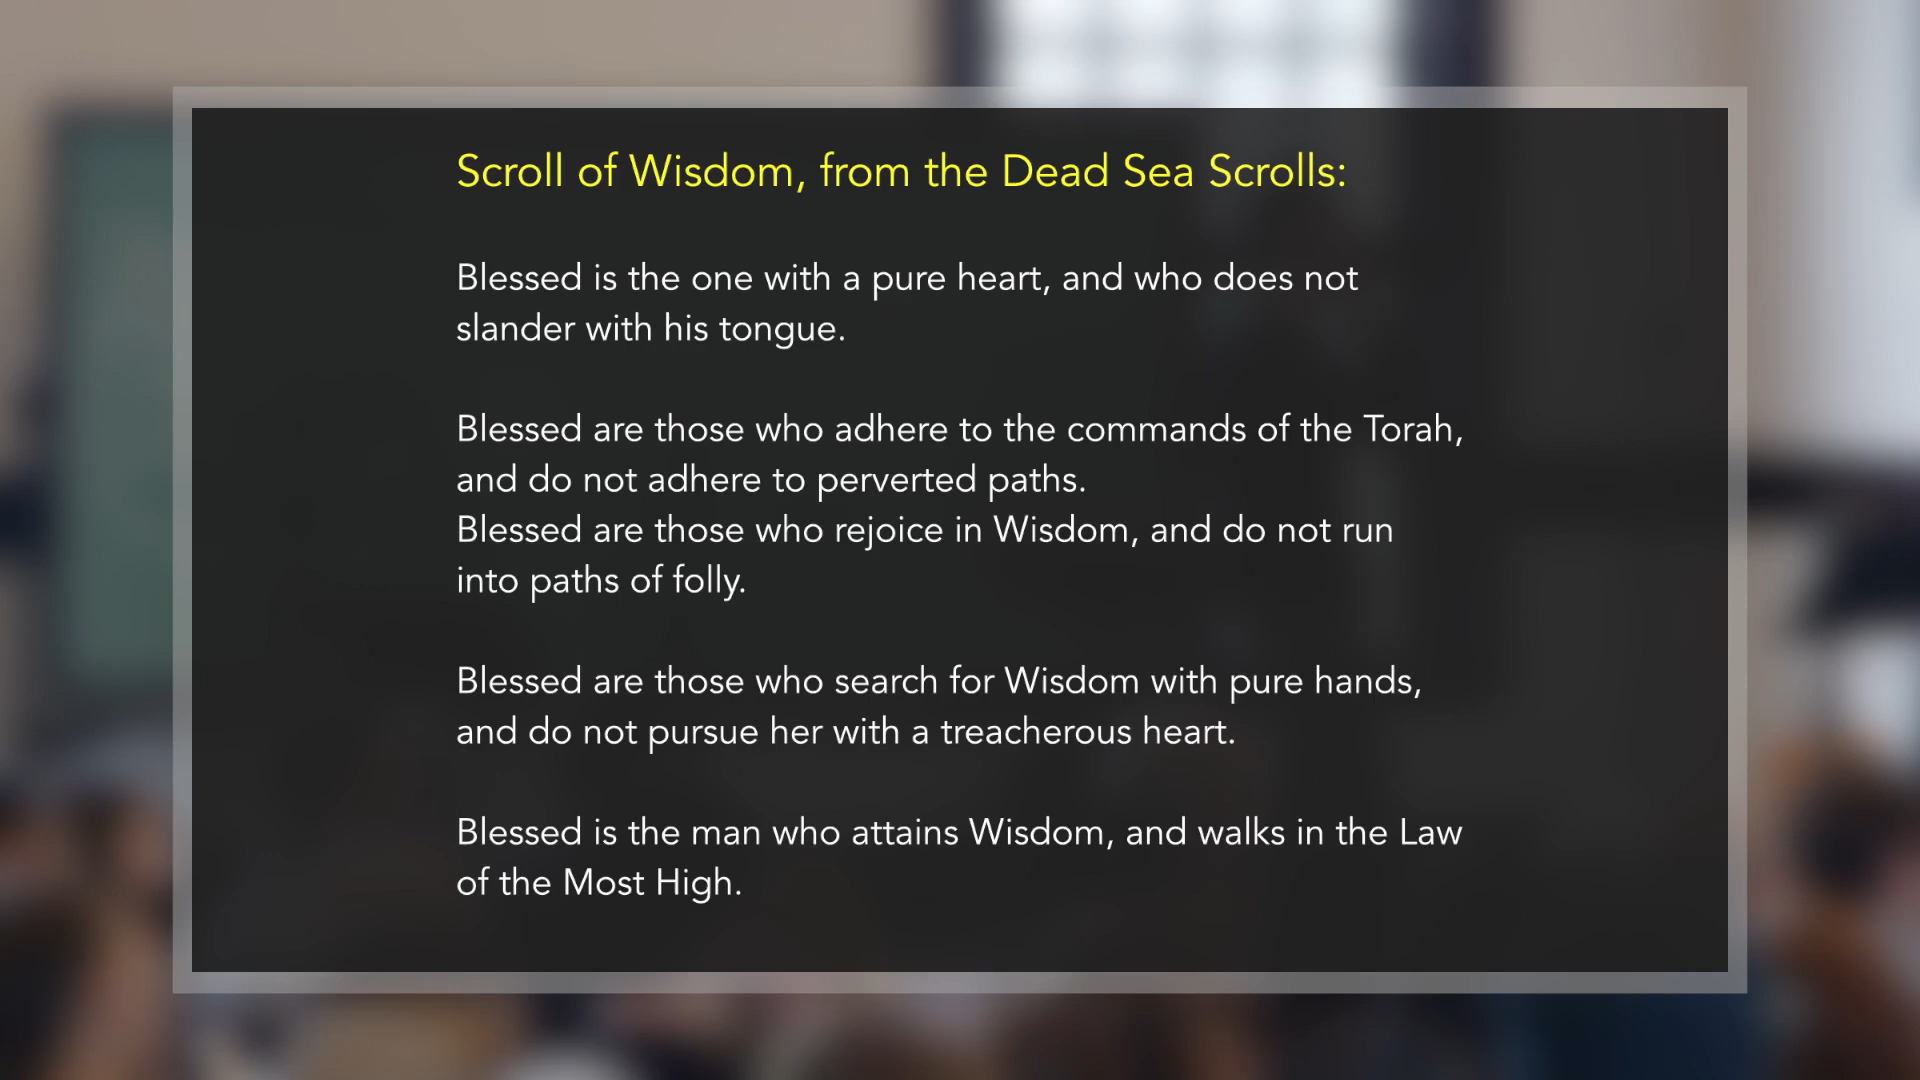 Scroll of Wisdom, from the Dead Sea Scrolls:
Blessed is the one with a pure heart, and who does not
slander with his tongue.
Blessed are those who adhere to the commands of the Torah,
and do not adhere to perverted paths.
Blessed are those who rejoice in Wisdom, and do not run
into paths of folly.
Blessed are those who search for Wisdom with pure hands,
and do not pursue her with a treacherous heart.
Blessed is the man who attains Wisdom, and walks in the Law
of the Most High.